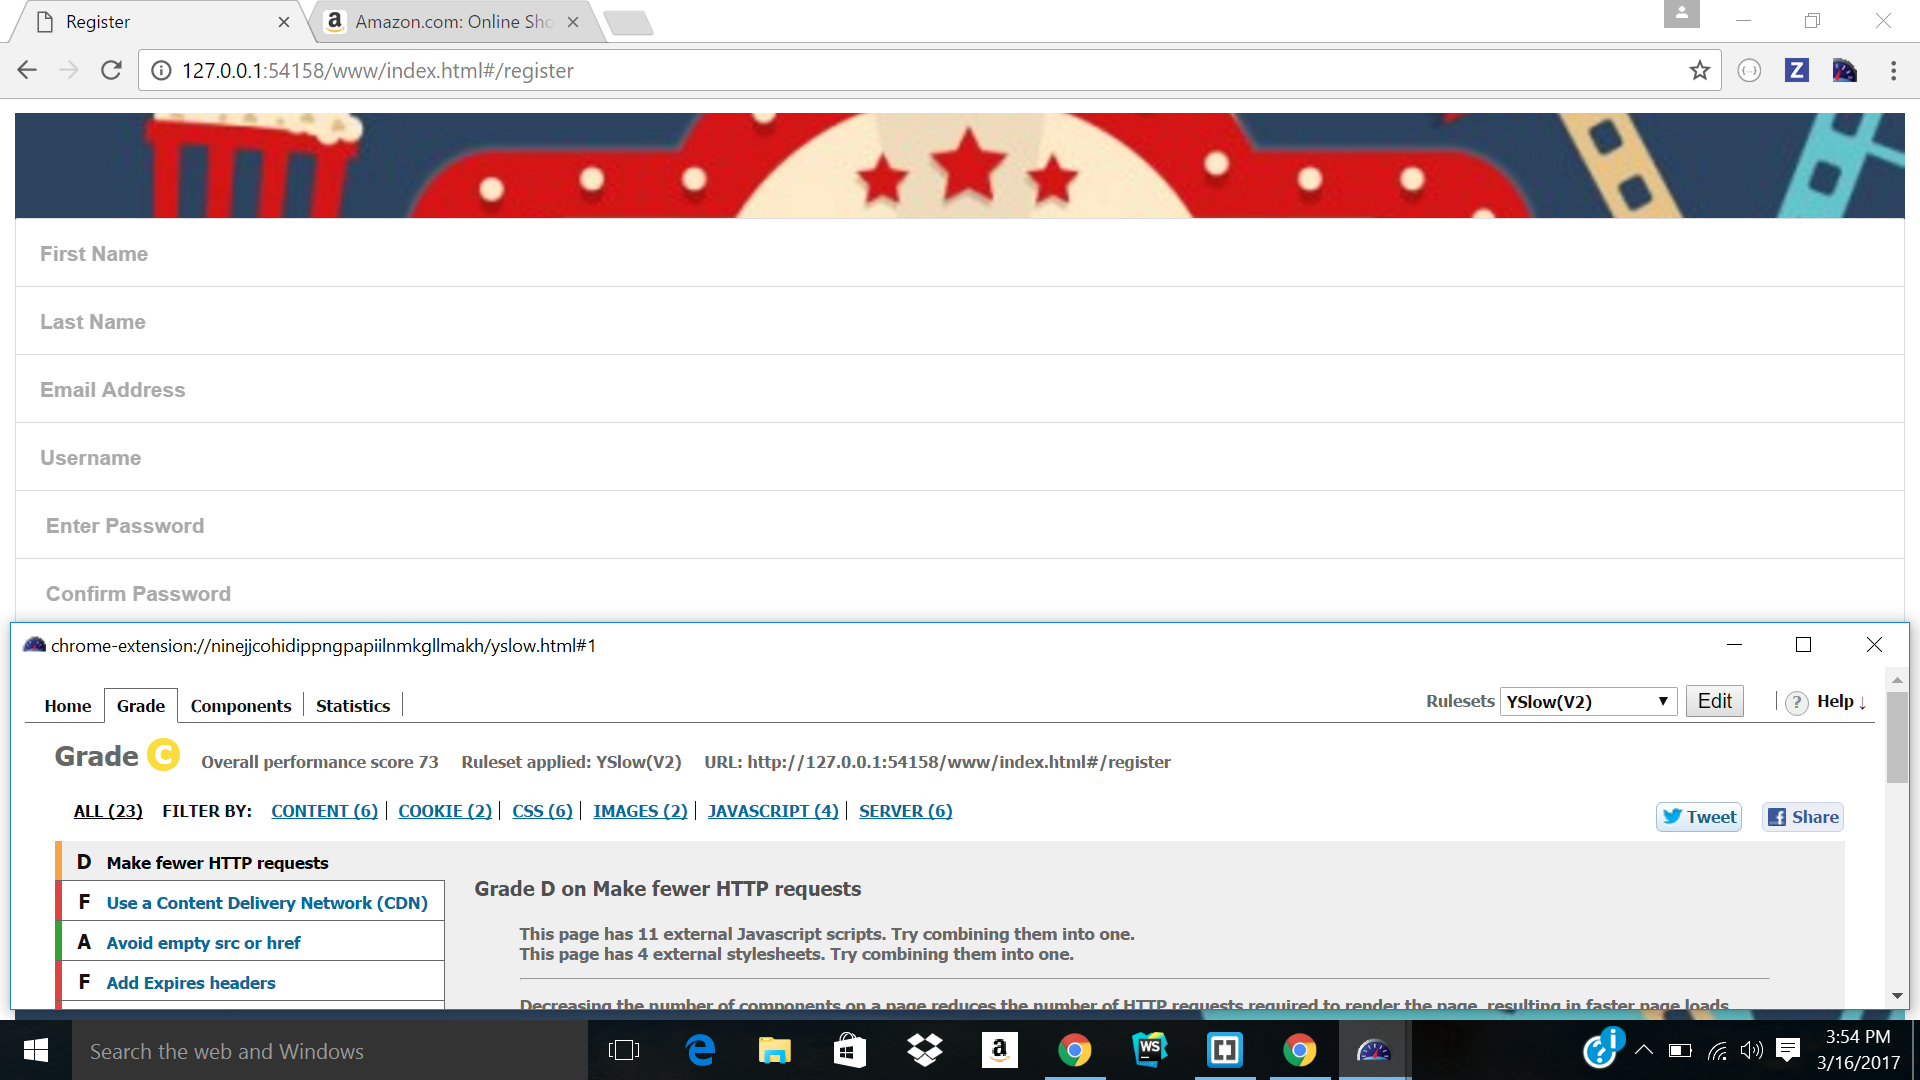 Register
Amazon.com: Online Sho
127.0.0.1:54158/www/index.html#/register
First Name
Last Name
Email Address
Username
Enter Password
Confirm Password
chrome-extension://ninejjcohidippngpapiilnmkgllmakh/yslow.html#1
Home Grade Components Statistics Rulesets YSlow(V2) Edit ? Help ↓
Grade C Overall performance score 73 Ruleset applied: YSlow(V2) URL: http://127.0.0.1:54158/www/index.html#/register
ALL (23) FILTER BY: CONTENT (6) COOKIE (2) CSS (6) IMAGES (2) JAVASCRIPT (4) SERVER (6)
Tweet Share
D Make fewer HTTP requests
F Use a Content Delivery Network (CDN)
A Avoid empty src or href
F Add Expires headers
Grade D on Make fewer HTTP requests
This page has 11 external Javascript scripts. Try combining them into one.
This page has 4 external stylesheets. Try combining them into one.
Decreasing the number of components on a page reduces the number of HTTP requests required to render the page, resulting in faster page loads.
Search the web and Windows
3:54 PM
3/16/2017